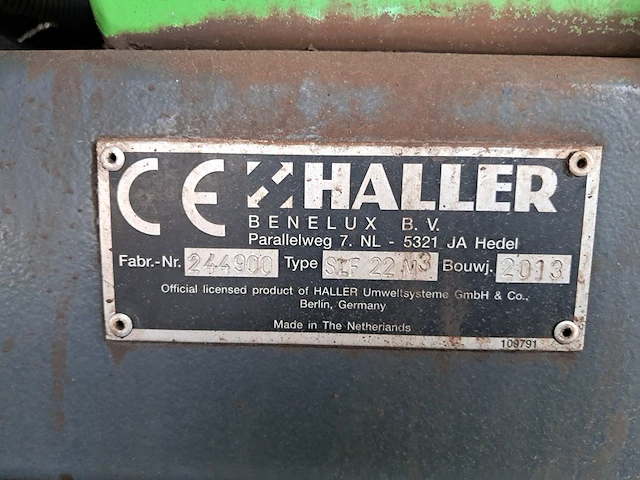 CE HALLER
BENELUX B.V.
Parallelweg 7. NL - 5321 JA Hedel
Fabr.-Nr. 244900 Type SZF 22 M3 Bouwj. 2013
Official licensed product of HALLER Umweltsysteme GmbH & Co.,
Berlin, Germany
Made in The Netherlands
109791